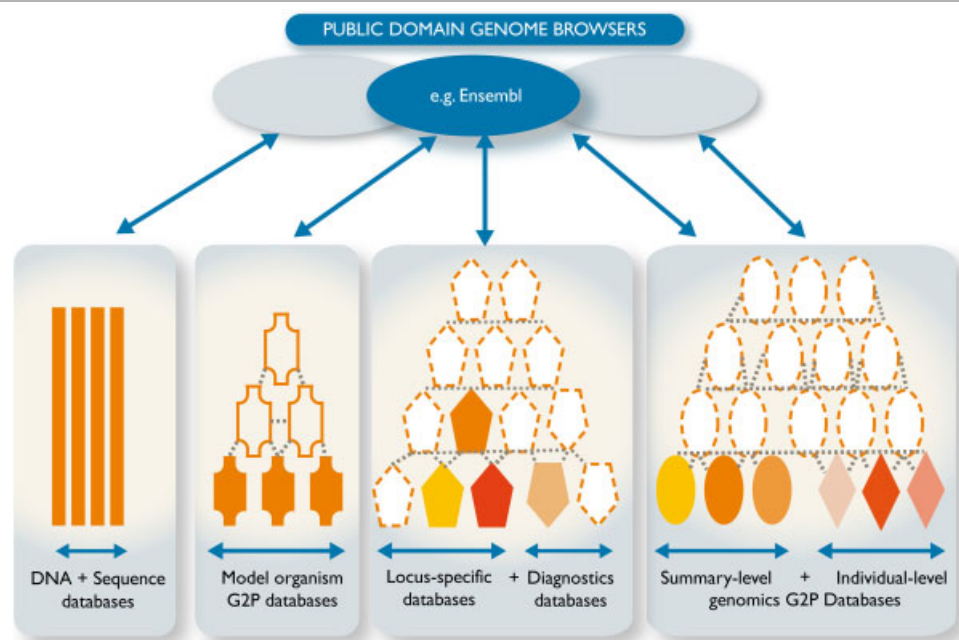 PUBLIC DOMAIN GENOME BROWSERS
e.g. Ensembl
DNA + Sequence
databases
Model organism
G2P databases
Locus-specific + Diagnostics
databases databases
Summary-level + Individual-level
genomics G2P Databases